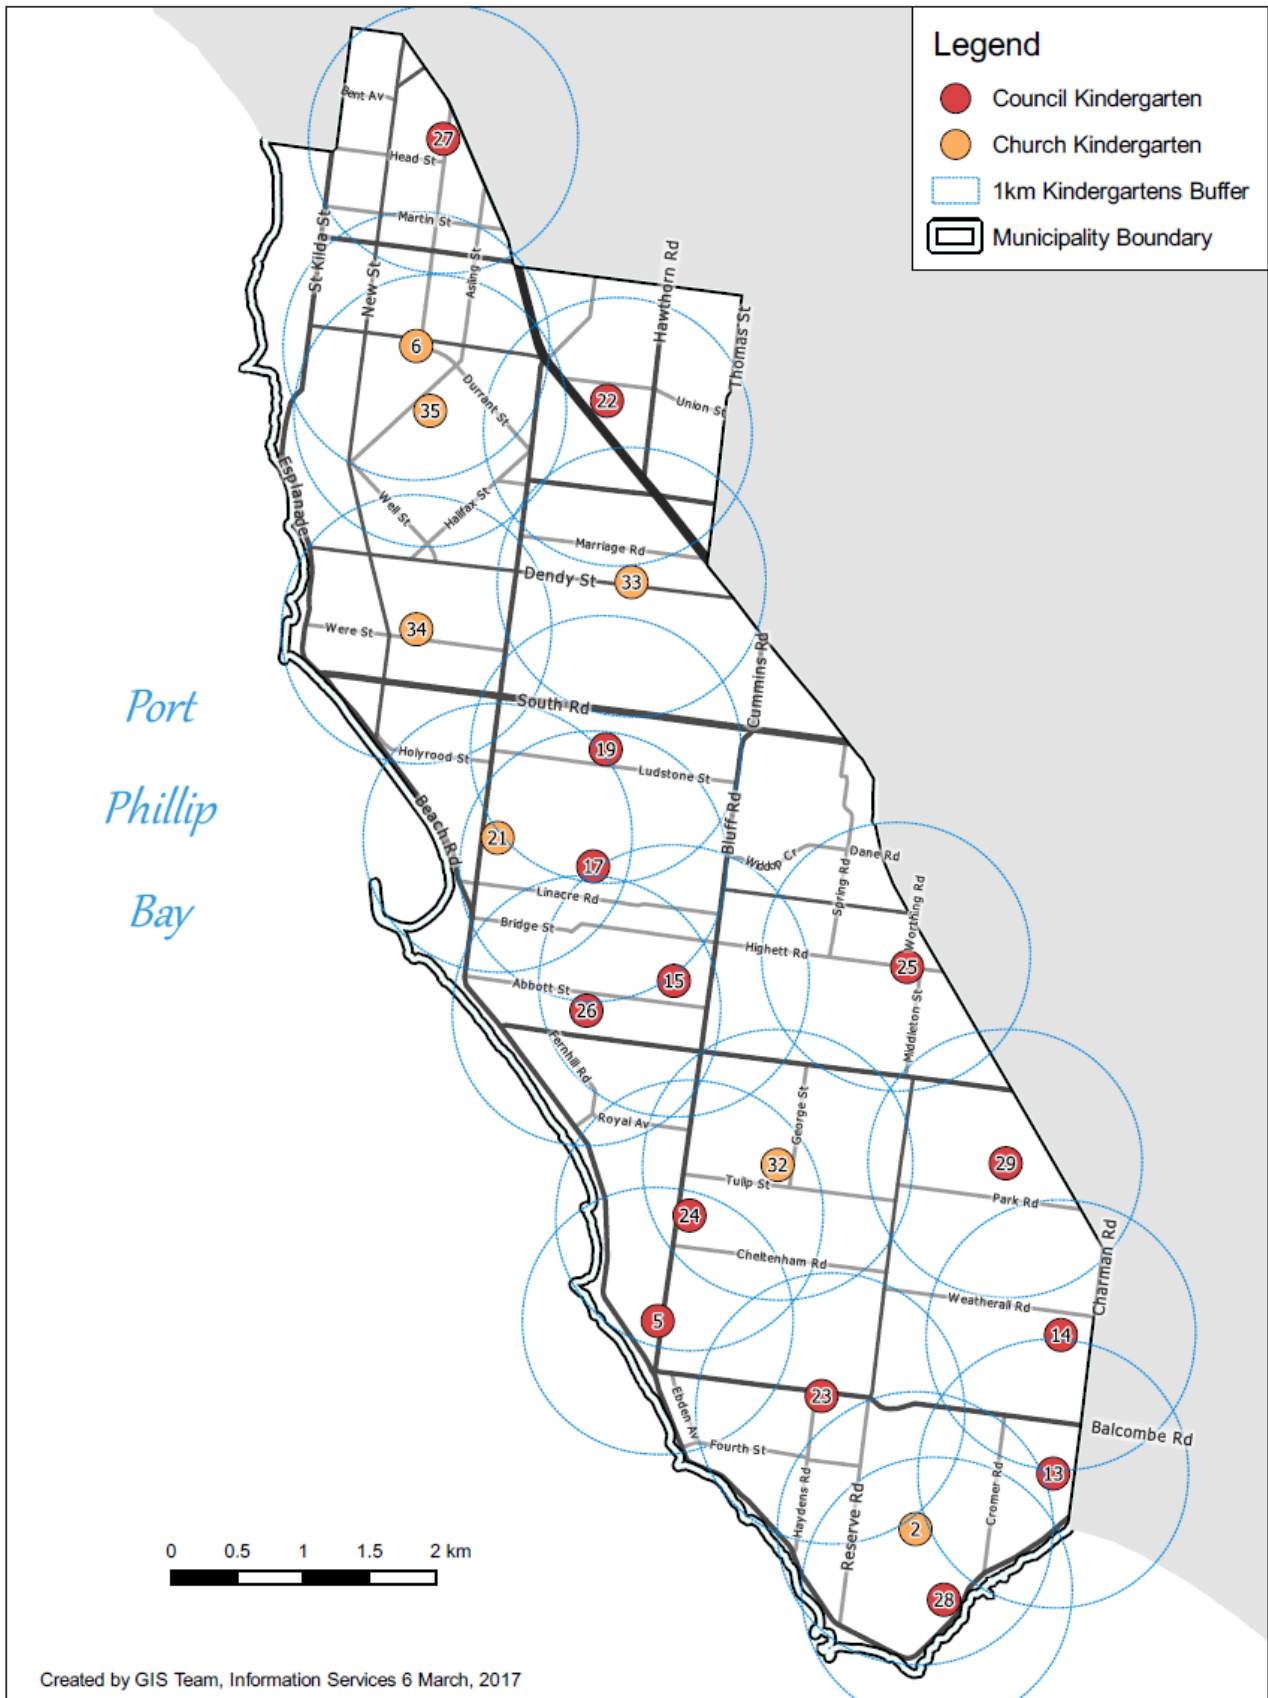 Legend
Council Kindergarten
Church Kindergarten
1km Kindergartens Buffer
Municipality Boundary
Bent Av
27
Head St
Martin St
St Kilda St
New St
Asling St
Hawthorn Rd
Thomas St
6
Durrant St
35
22
Union St
Esplanade
Well St
Halifax St
Marriage Rd
Dendy St
33
Were St
34
Cummins Rd
South Rd
Port
Phillip
Bay
Holyrood St
19
Ludstone St
Beach Rd
21
17
Bluff Rd
Widdop Cr
Dane Rd
Spring Rd
Worthing Rd
Linacre Rd
Bridge St
Highett Rd
25
15
Abbott St
26
Middleton St
Fernhill Rd
George St
Royal Av
32
Tulip St
29
Park Rd
24
Cheltenham Rd
Charman Rd
Weatherall Rd
5
14
23
Ebden Av
Balcombe Rd
Fourth St
13
Haydens Rd
Reserve Rd
Cromer Rd
2
28
0 0.5 1 1.5 2 km
Created by GIS Team, Information Services 6 March, 2017